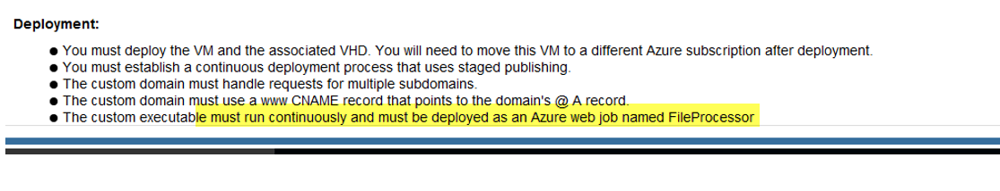 Deployment:
● You must deploy the VM and the associated VHD. You will need to move this VM to a different Azure subscription after deployment.
● You must establish a continuous deployment process that uses staged publishing.
● The custom domain must handle requests for multiple subdomains.
● The custom domain must use a www CNAME record that points to the domain's @ A record.
● The custom executable must run continuously and must be deployed as an Azure web job named FileProcessor